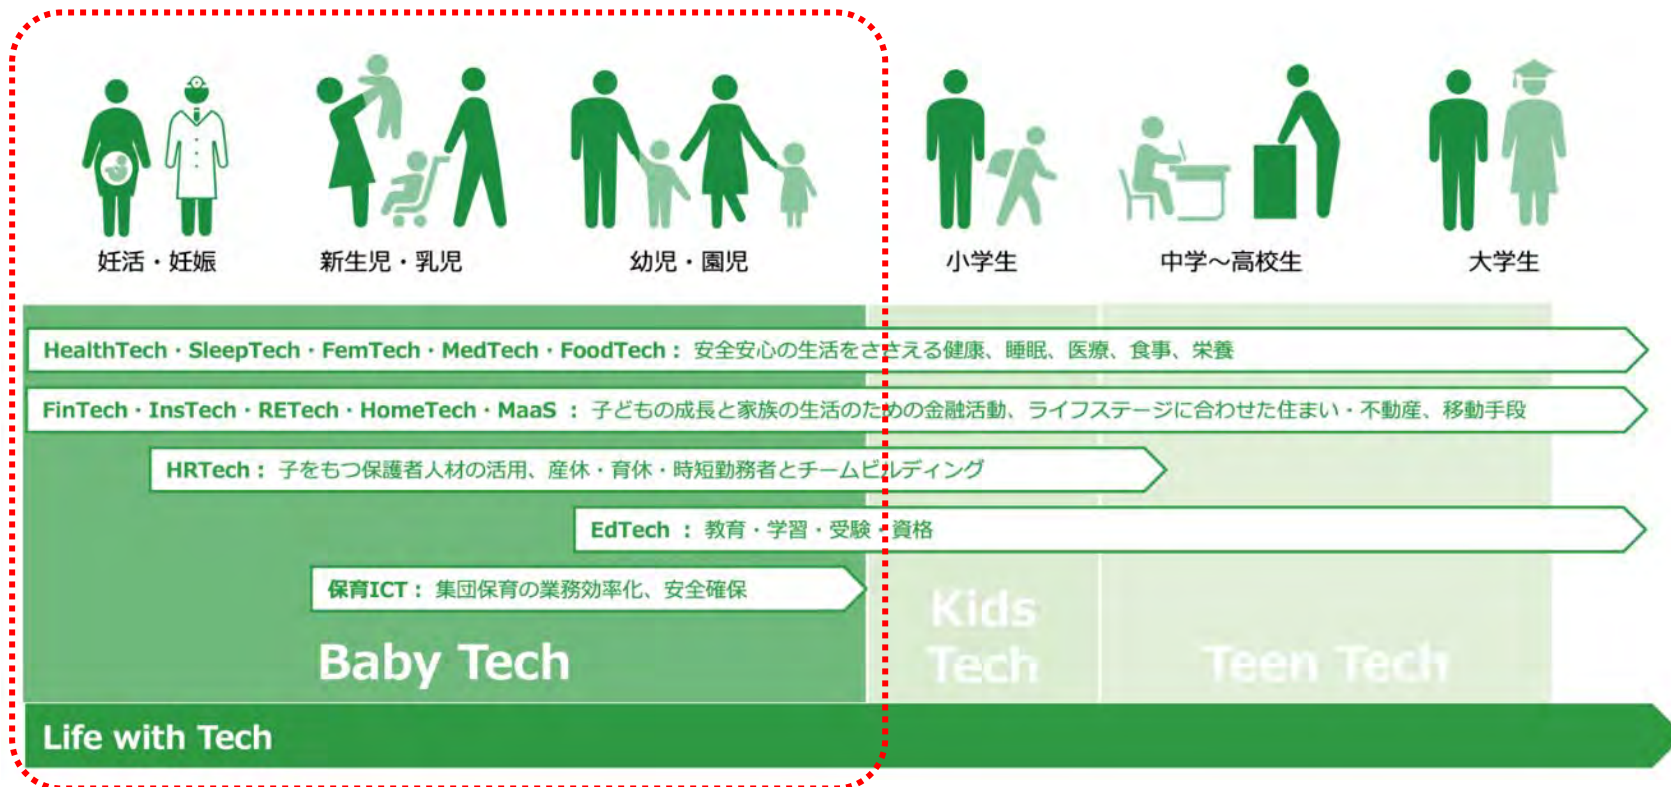 妊活・妊娠
新生児・乳児
幼児・園児
小学生
中学～高校生
大学生
HealthTech・SleepTech・FemTech・MedTech・FoodTech： 安全安心の生活をささえる健康、睡眠、医療、食事、栄養
FinTech・InsTech・RETech・HomeTech・MaaS ： 子どもの成長と家族の生活のための金融活動、ライフステージに合わせた住まい・不動産、移動手段
HRTech： 子をもつ保護者人材の活用、産休・育休・時短勤務者とチームビルディング
EdTech ： 教育・学習・受験・資格
保育ICT： 集団保育の業務効率化、安全確保
Baby Tech
Kids
Tech
Teen Tech
Life with Tech